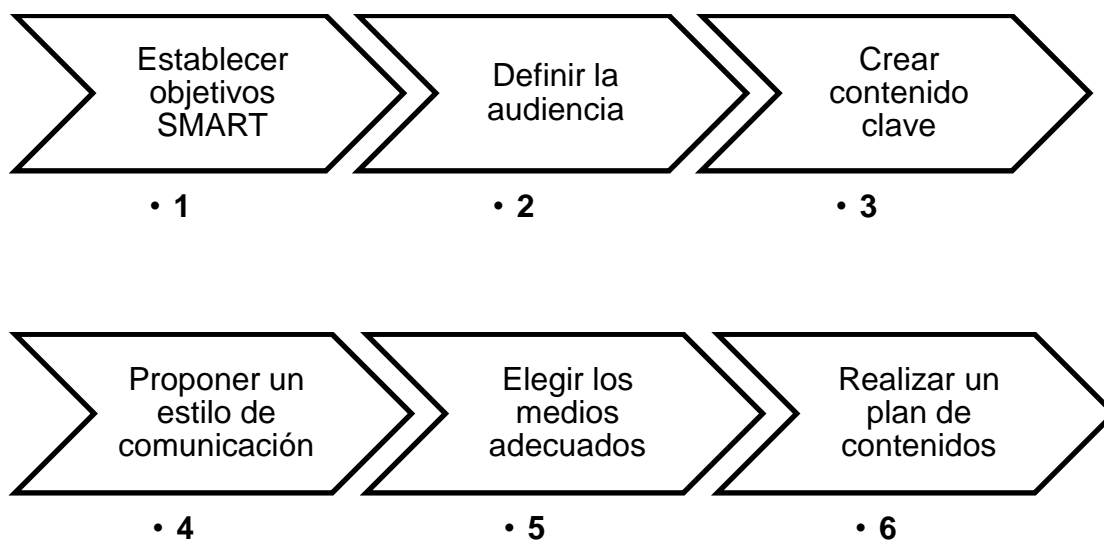 Establecer
objetivos
SMART
Definir la
audiencia
Crear
contenido
clave
• 1
• 2
• 3
Proponer un
estilo de
comunicación
Elegir los
medios
adecuados
Realizar un
plan de
contenidos
• 4
• 5
• 6